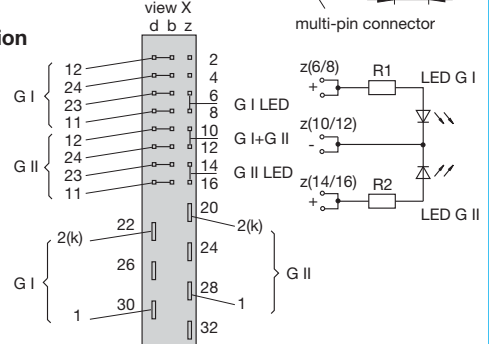 view X
ion
d b z
multi-pin connector
12 2
24 4
G I 23 6 G I LED
11 8
12 10 G I+G II
24 12
G II 23 14 G II LED
11 16
20
22 2(k)
2(k)
24
26
G I G II
28
30 1
1
32
z(6/8) R1 LED G I
+
z(10/12)
-
z(14/16) R2
+
LED G II